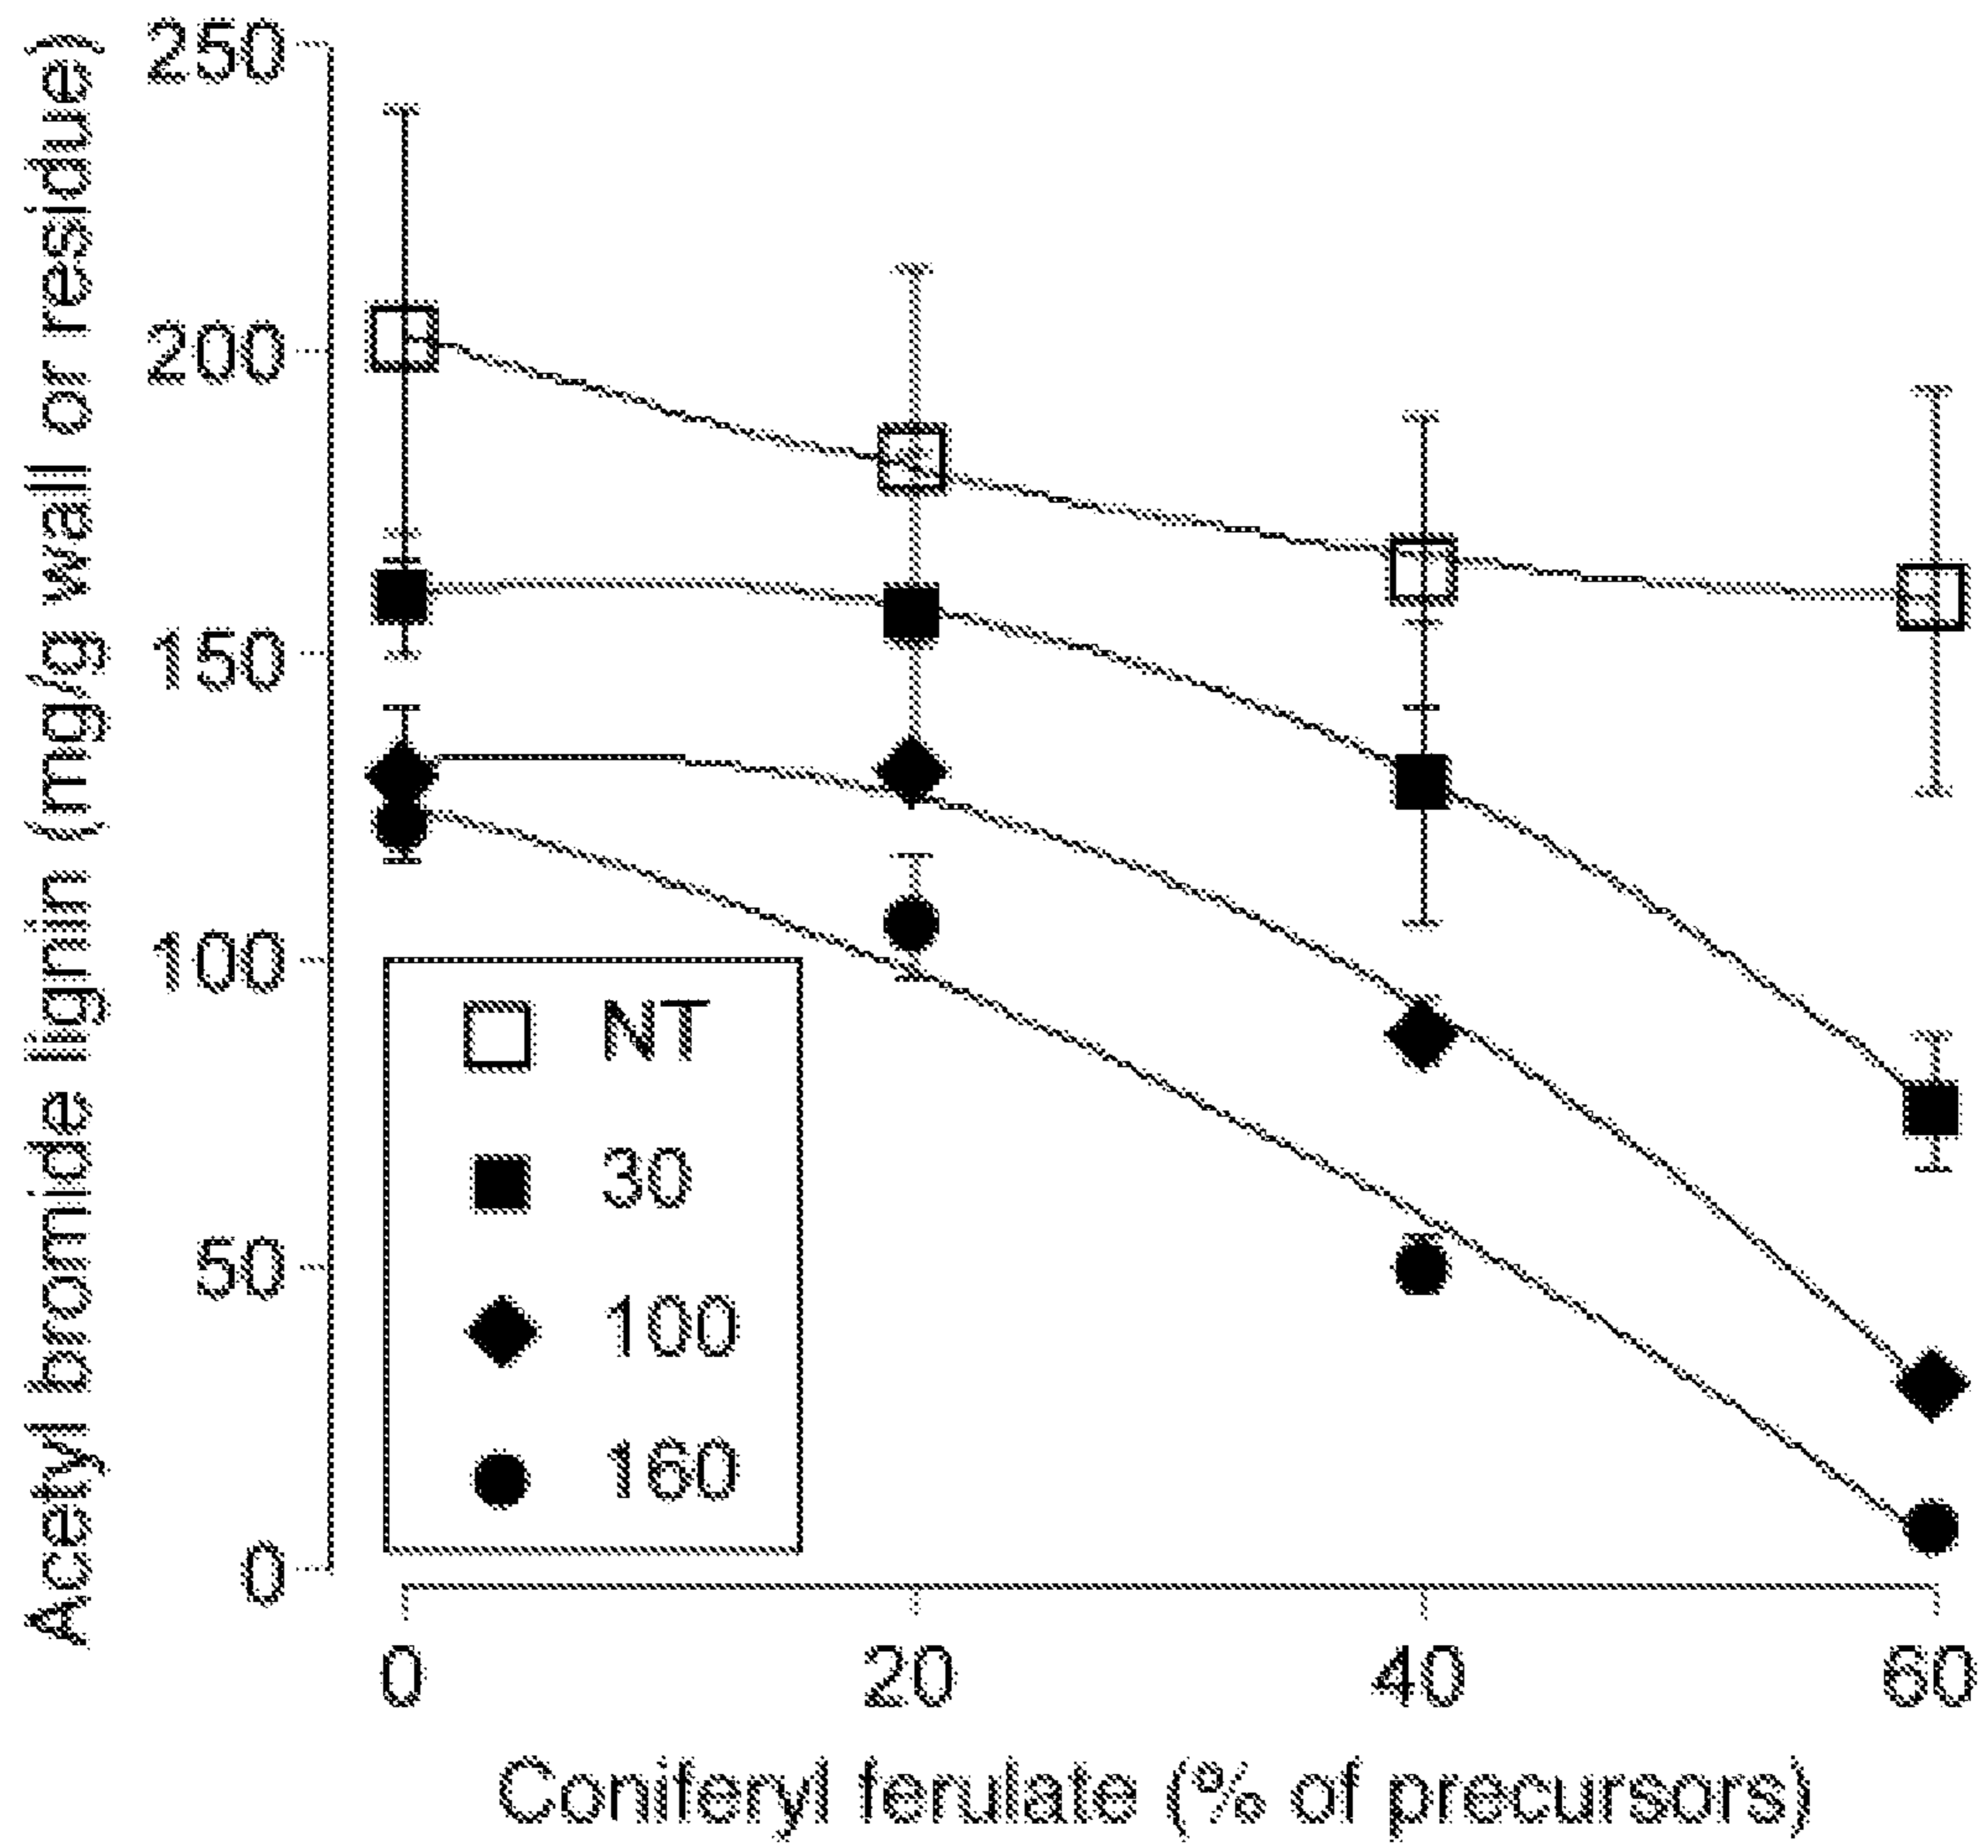 Acetyl bromide lignin (mg/g wall or residue)
250
200
150
100
50
0
NT
30
100
160
0 20 40 60
Coniferyl ferulate (% of precursors)